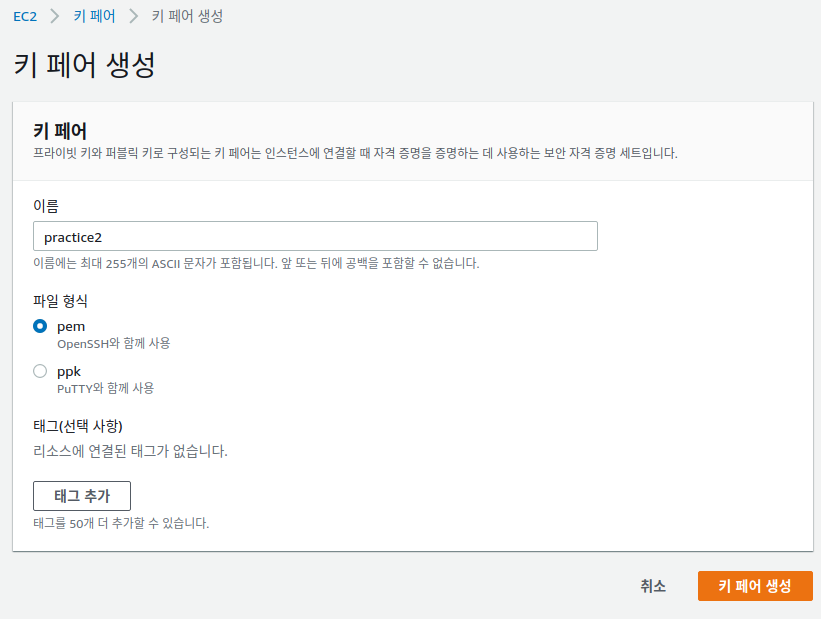 EC2 > 키 페어 > 키 페어 생성
키 페어 생성
키 페어
프라이빗 키와 퍼블릭 키로 구성되는 키 페어는 인스턴스에 연결할 때 자격 증명을 증명하는 데 사용하는 보안 자격 증명 세트입니다.
이름
practice2
이름에는 최대 255개의 ASCII 문자가 포함됩니다. 앞 또는 뒤에 공백을 포함할 수 없습니다.
파일 형식
pem
OpenSSH와 함께 사용
ppk
PuTTY와 함께 사용
태그(선택 사항)
리소스에 연결된 태그가 없습니다.
태그 추가
태그를 50개 더 추가할 수 있습니다.
취소 키 페어 생성